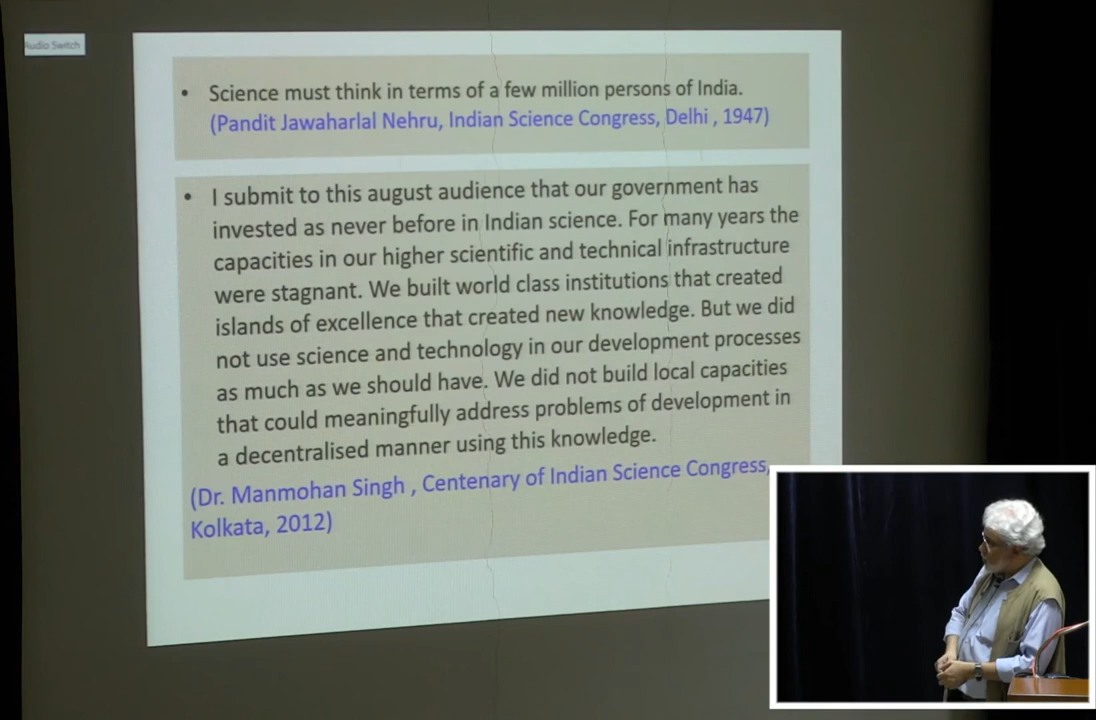 Audio Switch
• Science must think in terms of a few million persons of India.
(Pandit Jawaharlal Nehru, Indian Science Congress, Delhi , 1947)
• I submit to this august audience that our government has
invested as never before in Indian science. For many years the
capacities in our higher scientific and technical infrastructure
were stagnant. We built world class institutions that created
islands of excellence that created new knowledge. But we did
not use science and technology in our development processes
as much as we should have. We did not build local capacities
that could meaningfully address problems of development in
a decentralised manner using this knowledge.
(Dr. Manmohan Singh , Centenary of Indian Science Congress,
Kolkata, 2012)